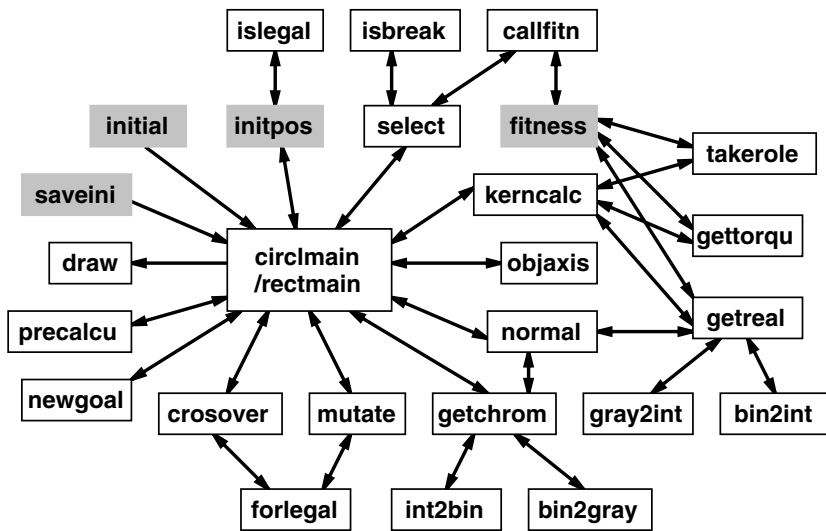 islegal
isbreak
callfitn
initial
initpos
select
fitness
takerole
saveini
kerncalc
gettorqu
draw
circlmain
/rectmain
objaxis
precalcu
normal
getreal
newgoal
crosover
mutate
getchrom
gray2int
bin2int
forlegal
int2bin
bin2gray